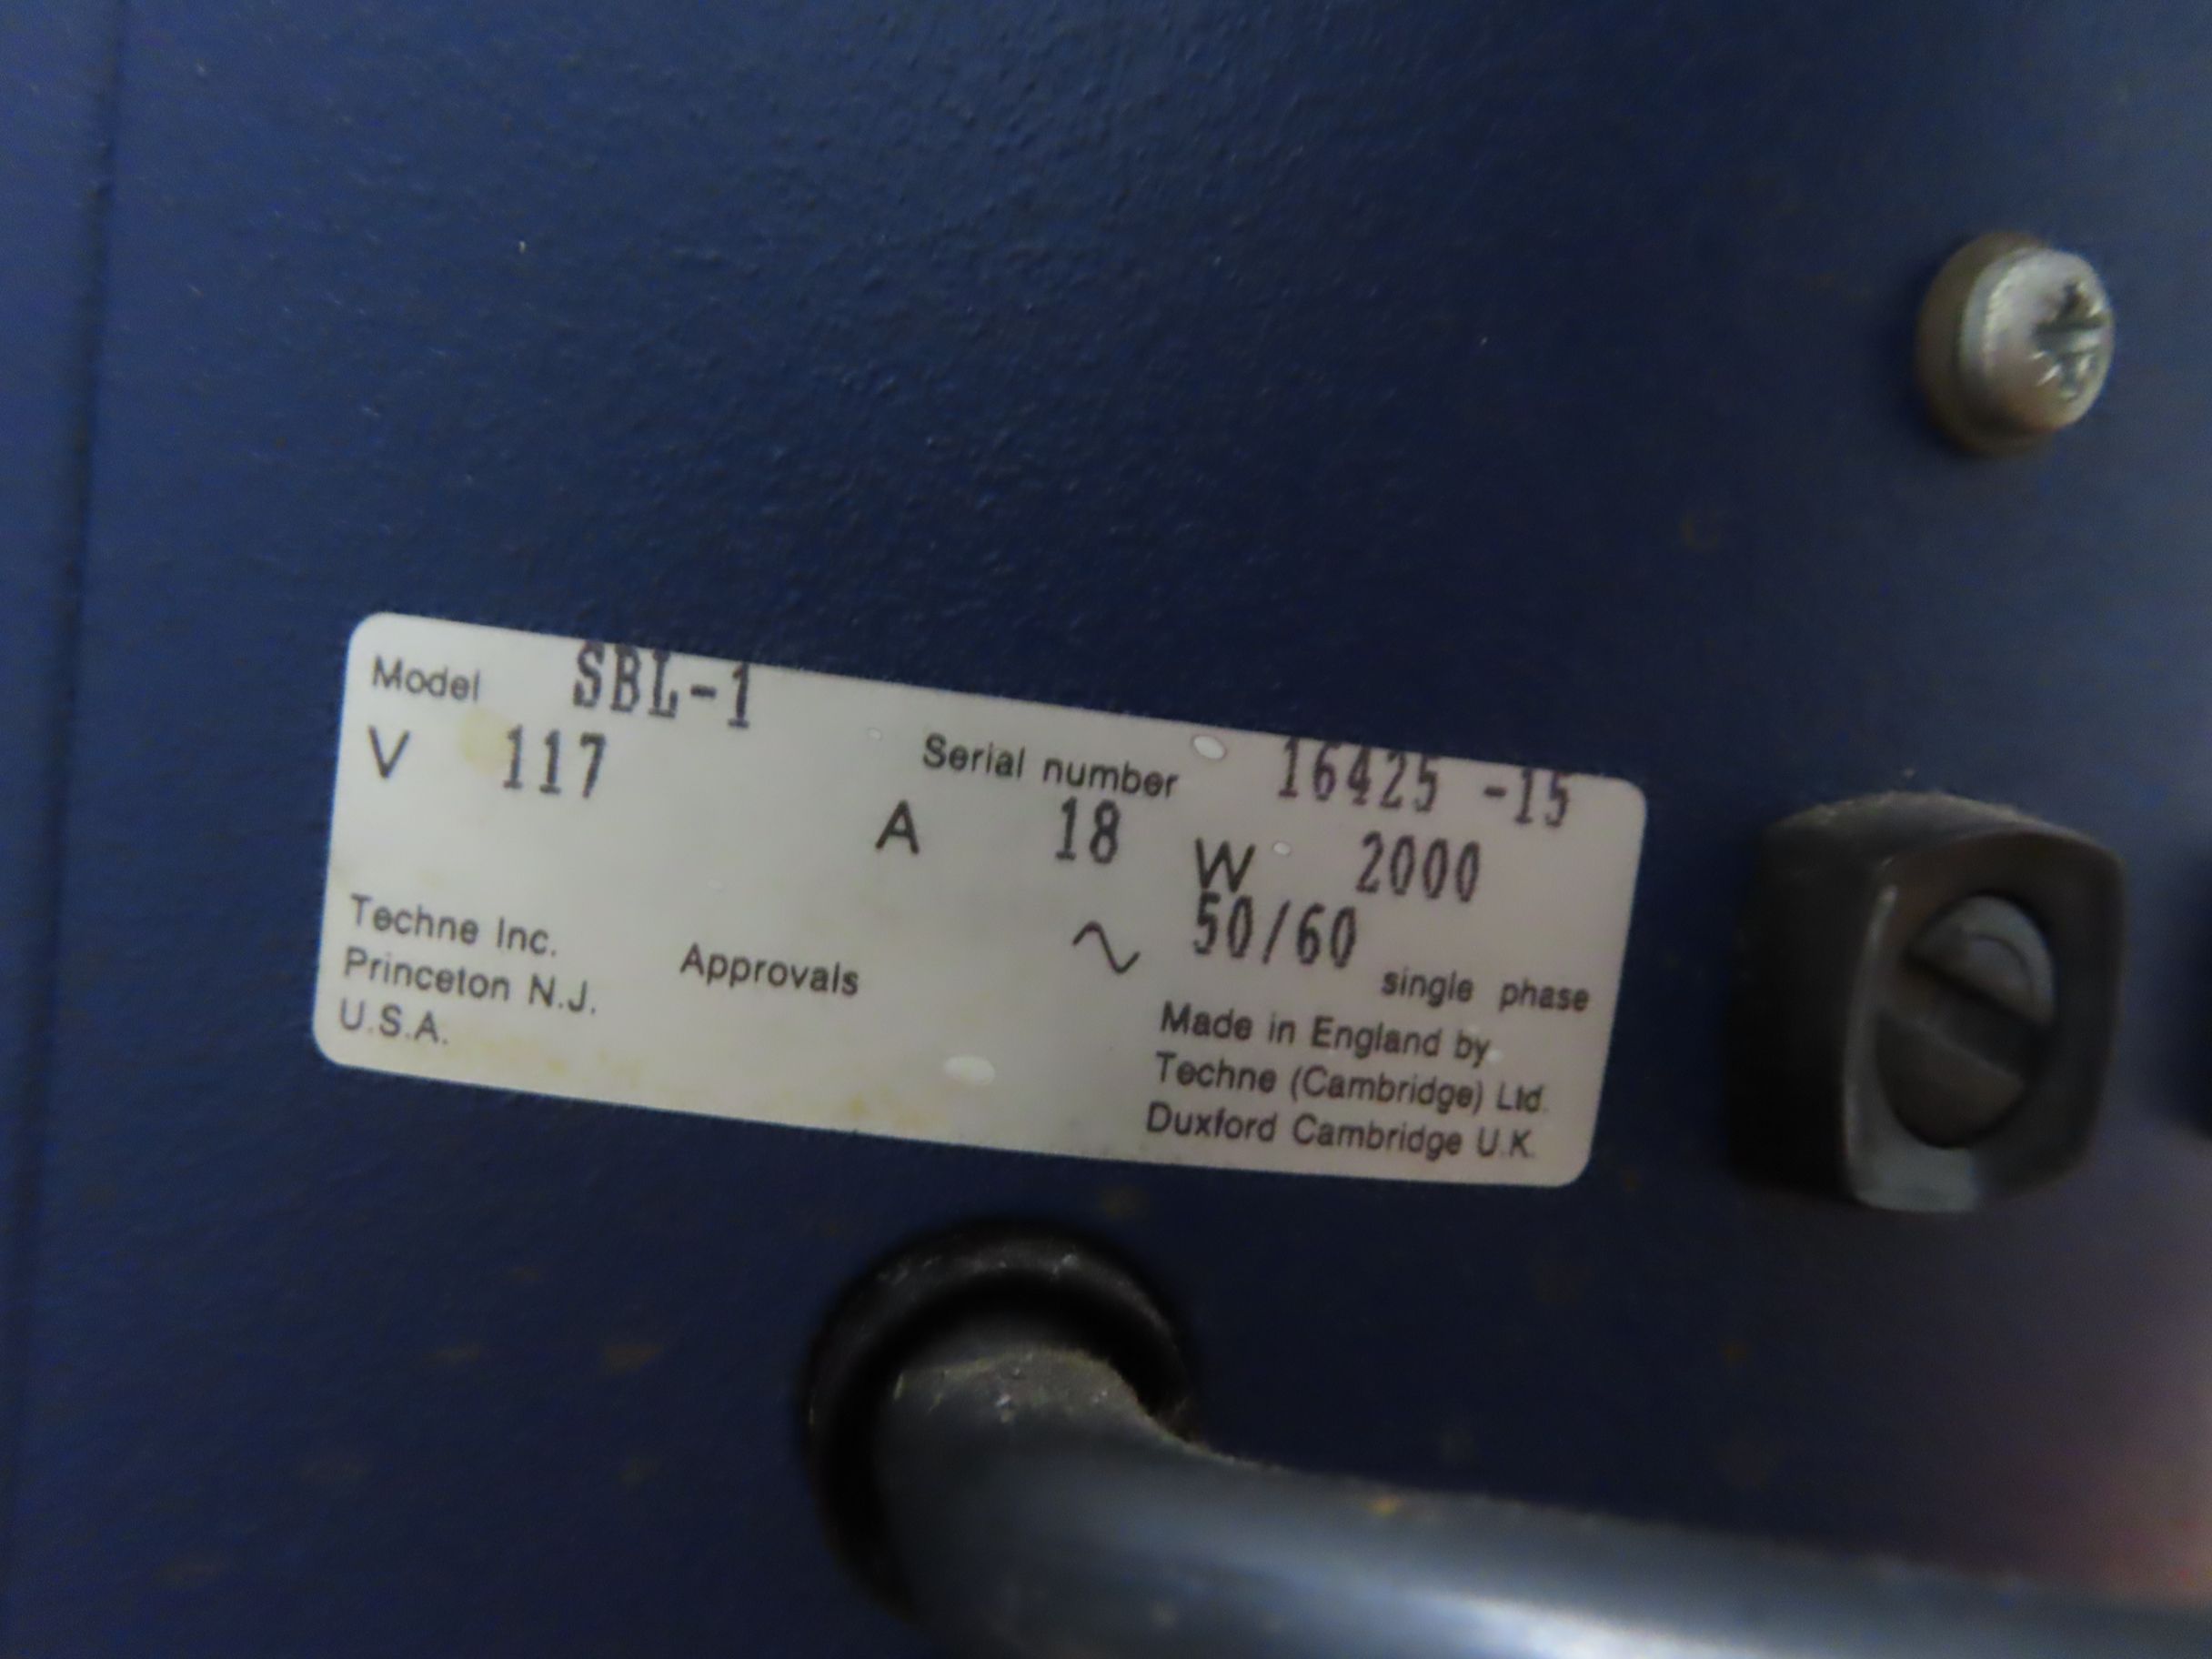 Model SBL-1
Serial number 16425 -15
V 117 A 18 W 2000
~ 50/60 single phase
Techne Inc.
Princeton N.J.
U.S.A.
Approvals
Made in England by
Techne (Cambridge) Ltd.
Duxford Cambridge U.K.